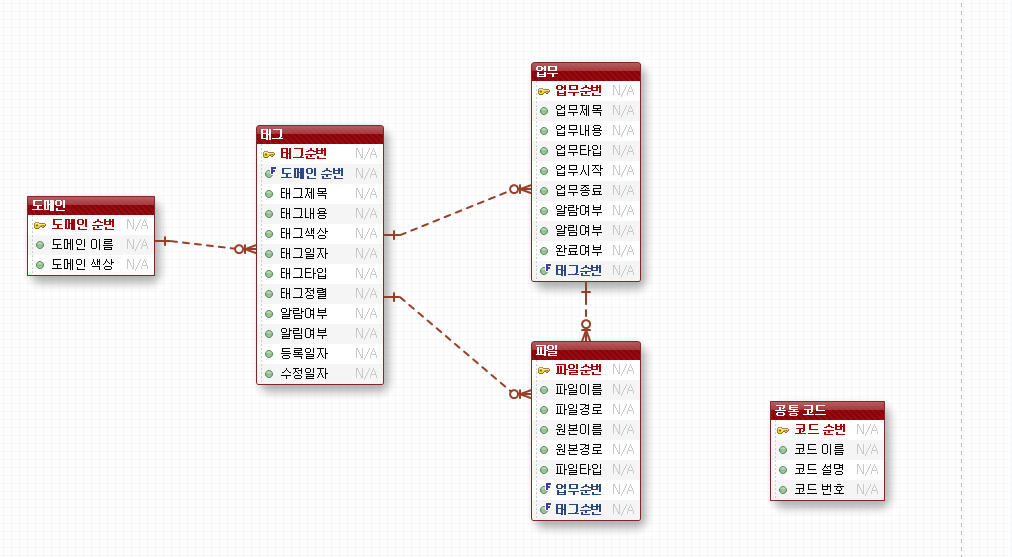 도메인
도메인 순번 N/A
도메인 이름 N/A
도메인 색상 N/A
태그
태그순번 N/A
F 도메인 순번 N/A
태그제목 N/A
태그내용 N/A
태그색상 N/A
태그일자 N/A
태그타입 N/A
태그정렬 N/A
알람여부 N/A
알림여부 N/A
등록일자 N/A
수정일자 N/A
업무
업무순번 N/A
업무제목 N/A
업무내용 N/A
업무타입 N/A
업무시작 N/A
업무종료 N/A
알람여부 N/A
알림여부 N/A
완료여부 N/A
F 태그순번 N/A
파일
파일순번 N/A
파일이름 N/A
파일경로 N/A
원본이름 N/A
원본경로 N/A
파일타입 N/A
F 업무순번 N/A
F 태그순번 N/A
공통 코드
코드 순번 N/A
코드 이름 N/A
코드 설명 N/A
코드 번호 N/A